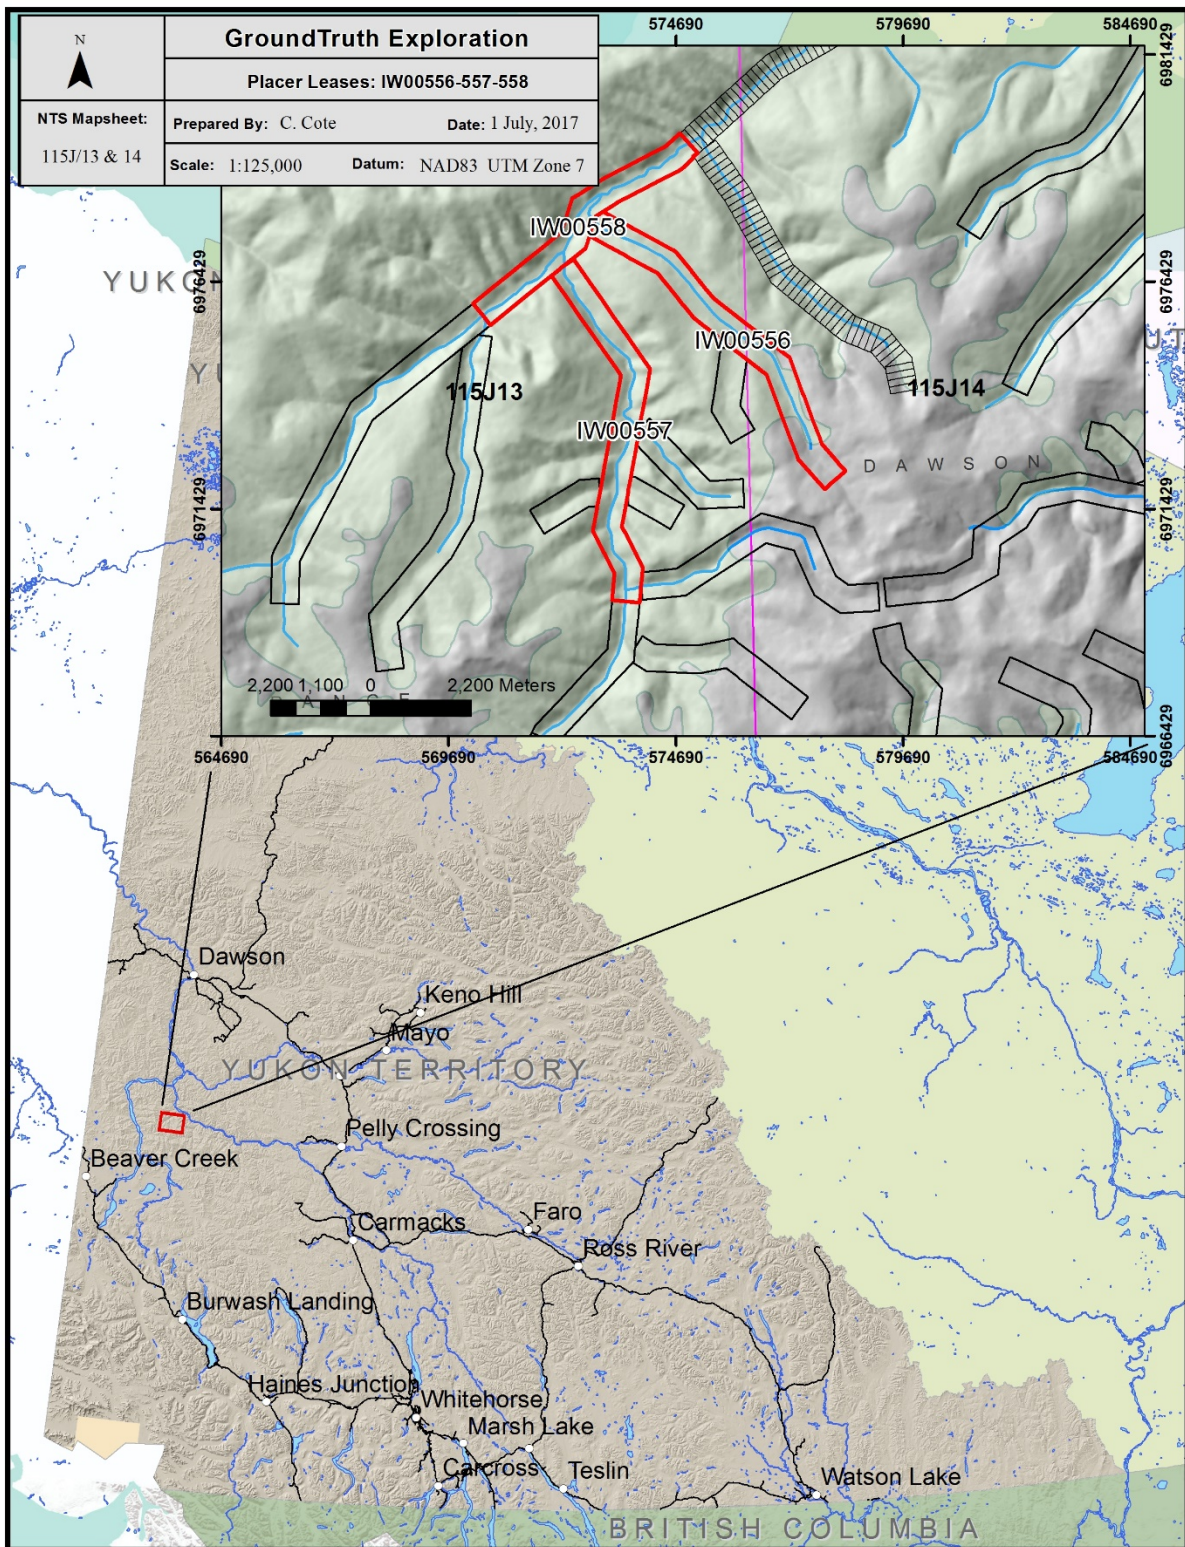 N
GroundTruth Exploration
Placer Leases: IW00556-557-558
NTS Mapsheet:
115J/13 & 14
Prepared By: C. Cote
Date: 1 July, 2017
Scale: 1:125,000
Datum: NAD83 UTM Zone 7
574690
579690
584690
6981429
6976429
6976429
6971429
6971429
6966429
IW00558
IW00556
IW00557
115J13
115J14
DAWSON
2,200 1,100 0 2,200 Meters
564690
569690
574690
579690
584690
Dawson
Keno Hill
Mayo
YUKON TERRITORY
Pelly Crossing
Beaver Creek
Carmacks
Faro
Ross River
Burwash Landing
Haines Junction
Whitehorse
Marsh Lake
Carcross
Teslin
Watson Lake
BRITISH COLUMBIA